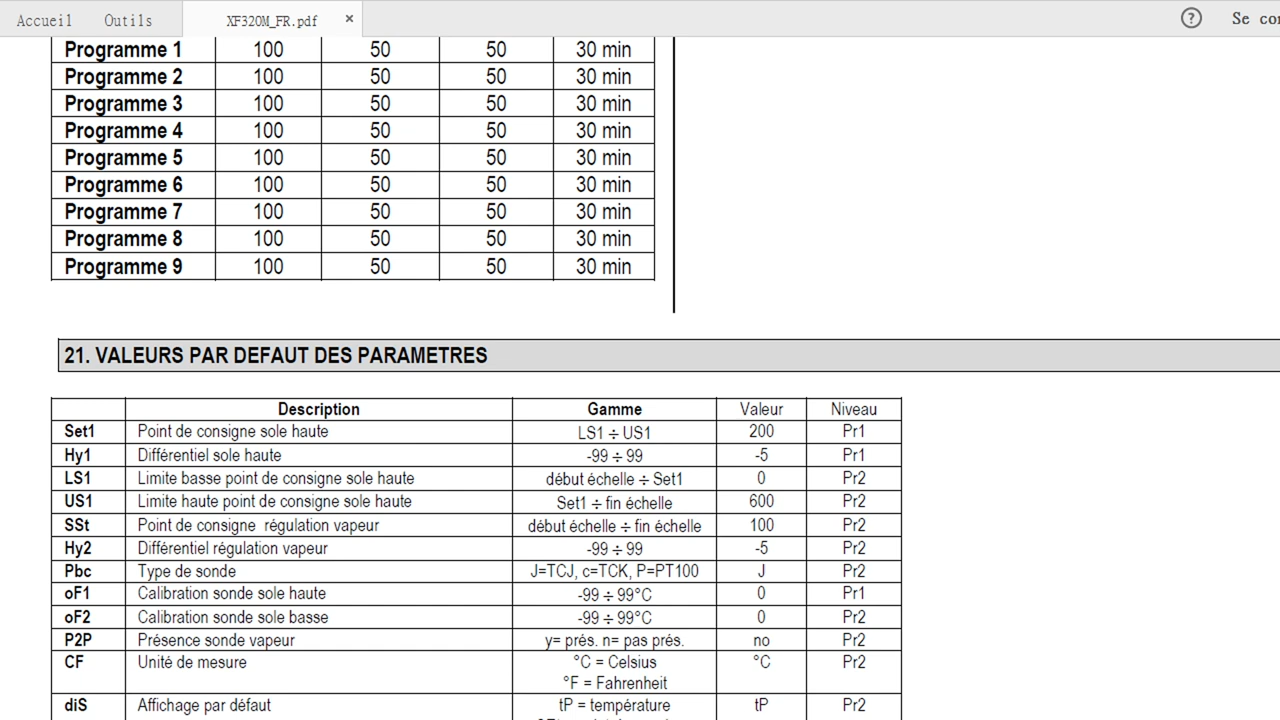 Accueil Outils XF320M_FR.pdf × ? Se co
Programme 1 100 50 50 30 min
Programme 2 100 50 50 30 min
Programme 3 100 50 50 30 min
Programme 4 100 50 50 30 min
Programme 5 100 50 50 30 min
Programme 6 100 50 50 30 min
Programme 7 100 50 50 30 min
Programme 8 100 50 50 30 min
Programme 9 100 50 50 30 min
21. VALEURS PAR DEFAUT DES PARAMETRES
Description Gamme Valeur Niveau
Set1 Point de consigne sole haute LS1 ÷ US1 200 Pr1
Hy1 Différentiel sole haute -99 ÷ 99 -5 Pr1
LS1 Limite basse point de consigne sole haute début échelle ÷ Set1 0 Pr2
US1 Limite haute point de consigne sole haute Set1 ÷ fin échelle 600 Pr2
SSt Point de consigne régulation vapeur début échelle ÷ fin échelle 100 Pr2
Hy2 Différentiel régulation vapeur -99 ÷ 99 -5 Pr2
Pbc Type de sonde J=TCJ, c=TCK, P=PT100 J Pr2
oF1 Calibration sonde sole haute -99 ÷ 99°C 0 Pr1
oF2 Calibration sonde sole basse -99 ÷ 99°C 0 Pr2
P2P Présence sonde vapeur y= prés. n= pas prés. no Pr2
CF Unité de mesure °C = Celsius °C Pr2
°F = Fahrenheit
diS Affichage par défaut tP = température tP Pr2